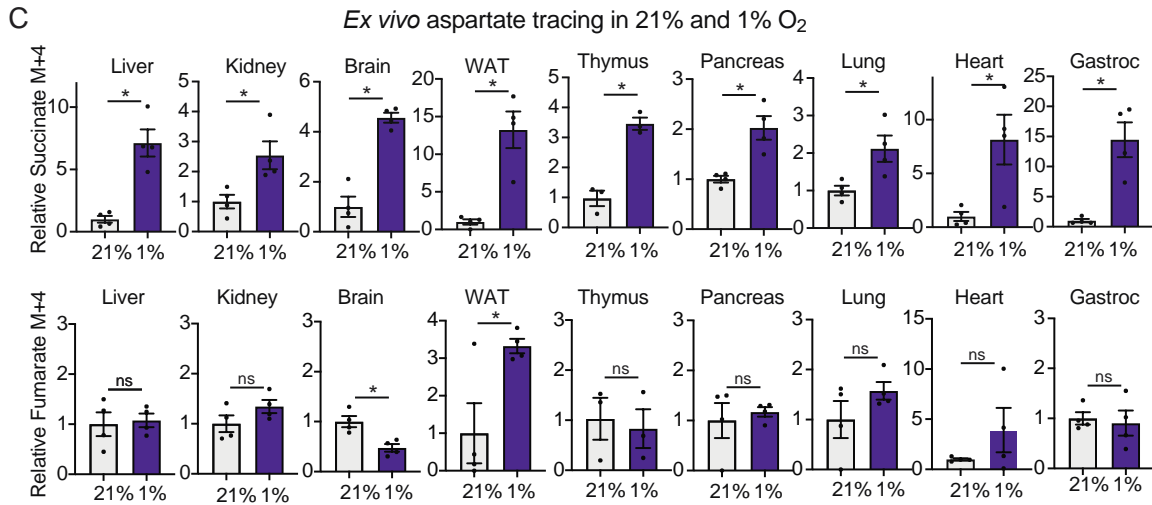 C
Ex vivo aspartate tracing in 21% and 1% O2
Relative Succinate M+4
Liver Kidney Brain WAT Thymus Pancreas Lung Heart Gastroc
* * * * * * * * *
10 5 0
5 4 3 2 1 0
6 4 2 0
20 15 10 5 0
5 4 3 2 1 0
3 2 1 0
4 3 2 1 0
10 5 0
25 20 15 10 5 0
21% 1% 21% 1% 21% 1% 21% 1% 21% 1% 21% 1% 21% 1% 21% 1% 21% 1%
Relative Fumarate M+4
Liver Kidney Brain WAT Thymus Pancreas Lung Heart Gastroc
ns ns * * ns ns ns ns ns
3 2 1 0
3 2 1 0
3 2 1 0
4 3 2 1 0
3 2 1 0
3 2 1 0
3 2 1 0
15 10 5 0
3 2 1 0
21% 1% 21% 1% 21% 1% 21% 1% 21% 1% 21% 1% 21% 1% 21% 1% 21% 1%